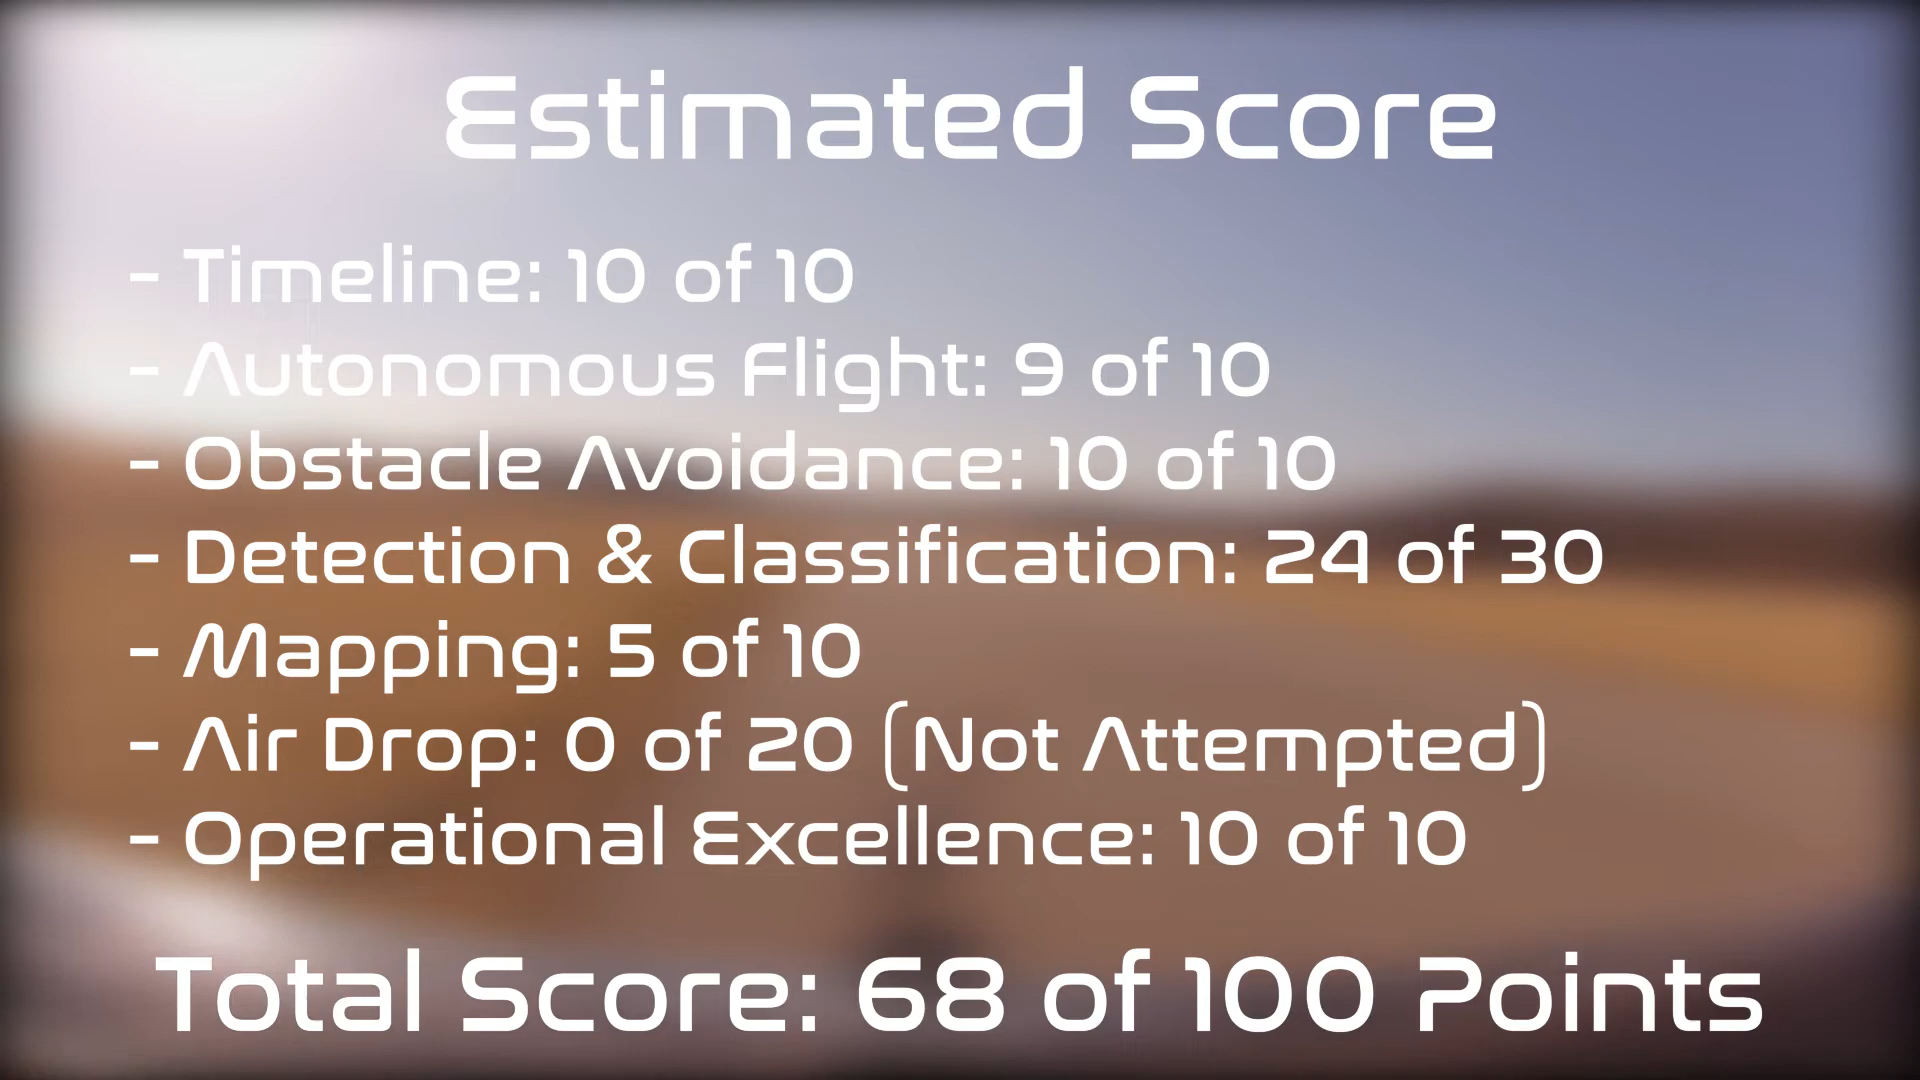 Estimated Score
- Timeline: 10 of 10
- Autonomous Flight: 9 of 10
- Obstacle Avoidance: 10 of 10
- Detection & Classification: 24 of 30
- Mapping: 5 of 10
- Air Drop: 0 of 20 (Not Attempted)
- Operational Excellence: 10 of 10
Total Score: 68 of 100 Points